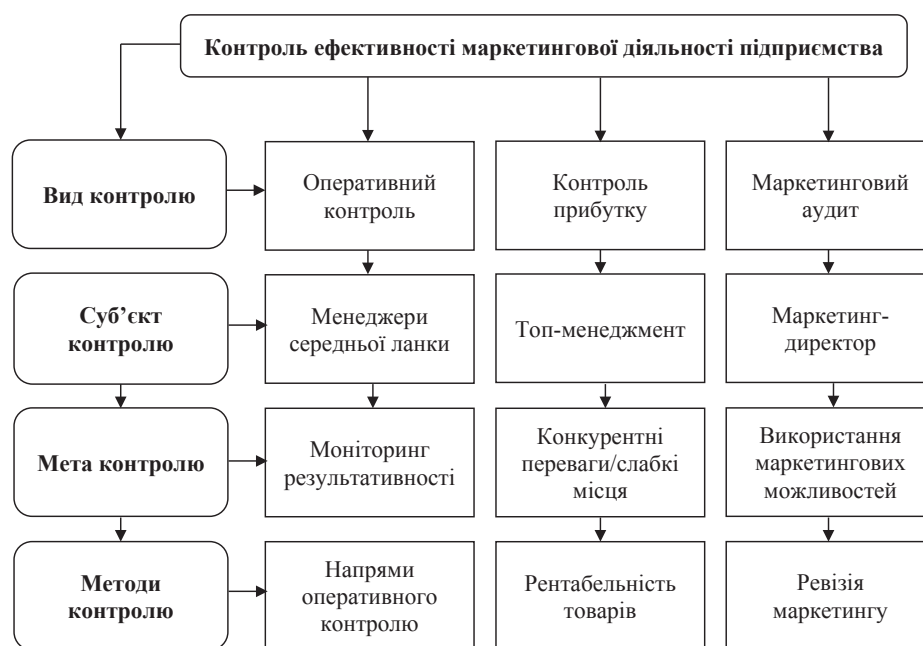 Контроль ефективності маркетингової діяльності підприємства
Вид контролю
Оперативний
контроль
Контроль
прибутку
Маркетинговий
аудит
Суб’єкт
контролю
Менеджери
середньої ланки
Топ-менеджмент
Маркетинг-
директор
Мета контролю
Моніторинг
результативності
Конкурентні
переваги/слабкі
місця
Використання
маркетингових
можливостей
Методи
контролю
Напрями
оперативного
контролю
Рентабельність
товарів
Ревізія
маркетингу